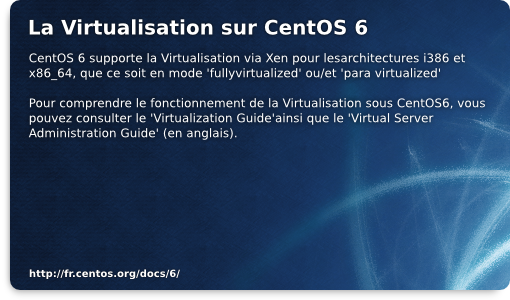 La Virtualisation sur CentOS 6
CentOS 6 supporte la Virtualisation via Xen pour lesarchitectures i386 et
x86_64, que ce soit en mode 'fullyvirtualized' ou/et 'para virtualized'
Pour comprendre le fonctionnement de la Virtualisation sous CentOS6, vous
pouvez consulter le 'Virtualization Guide'ainsi que le 'Virtual Server
Administration Guide' (en anglais).
http://fr.centos.org/docs/6/